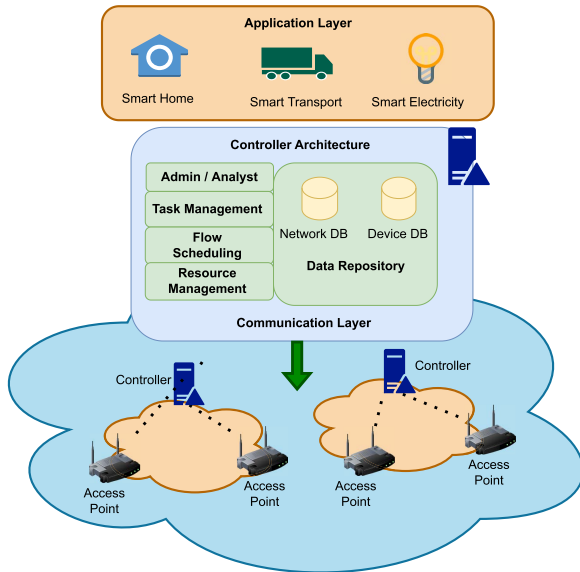 Application Layer
Smart Home
Smart Transport
Smart Electricity
Controller Architecture
Admin / Analyst
Task Management
Flow
Scheduling
Resource
Management
Network DB
Device DB
Data Repository
Communication Layer
Controller
Controller
Access
Point
Access
Point
Access
Point
Access
Point